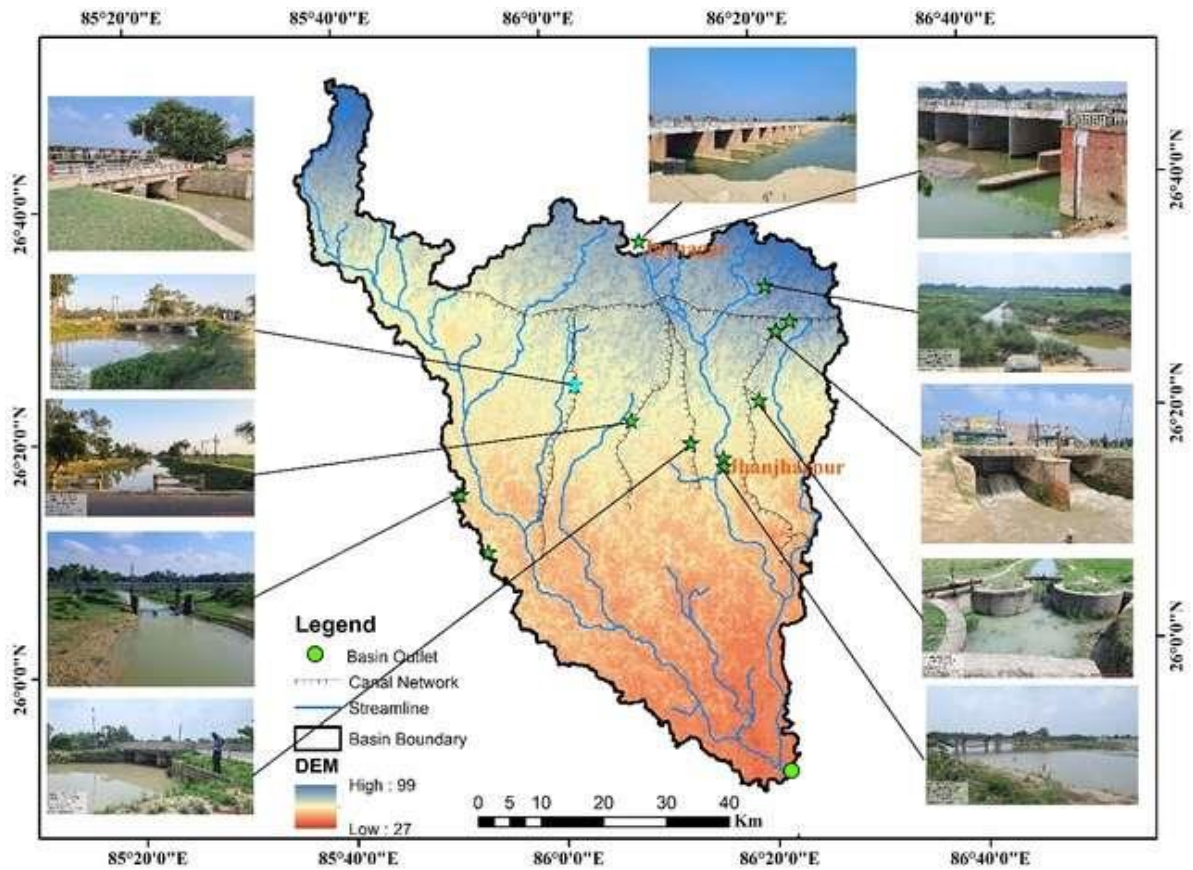 85°20'0"E 85°40'0"E 86°0'0"E 86°20'0"E 86°40'0"E
26°40'0"N
26°40'0"N
26°20'0"N
26°20'0"N
Jhanjharpur
26°0'0"N
26°0'0"N
Legend
Basin Outlet
Canal Network
Streamline
Basin Boundary
DEM
High : 99
Low : 27
0 5 10 20 30 40
Km
85°20'0"E 85°40'0"E 86°0'0"E 86°20'0"E 86°40'0"E